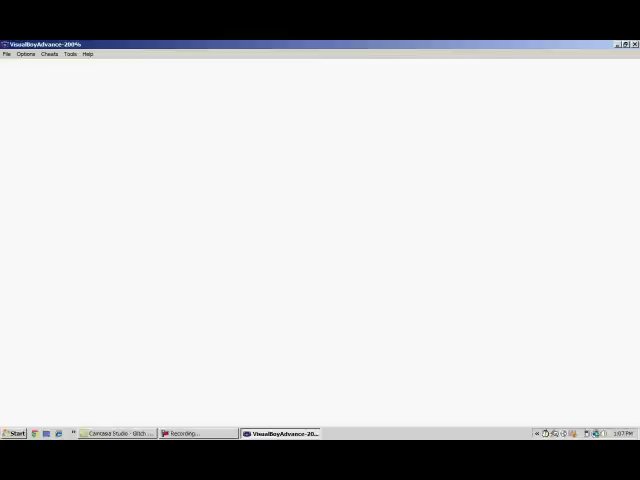 VisualBoyAdvance-200%
File Options Cheats Tools Help
Start
Camtasia Studio - Glitch ...
Recording...
VisualBoyAdvance-20...
1:07 PM